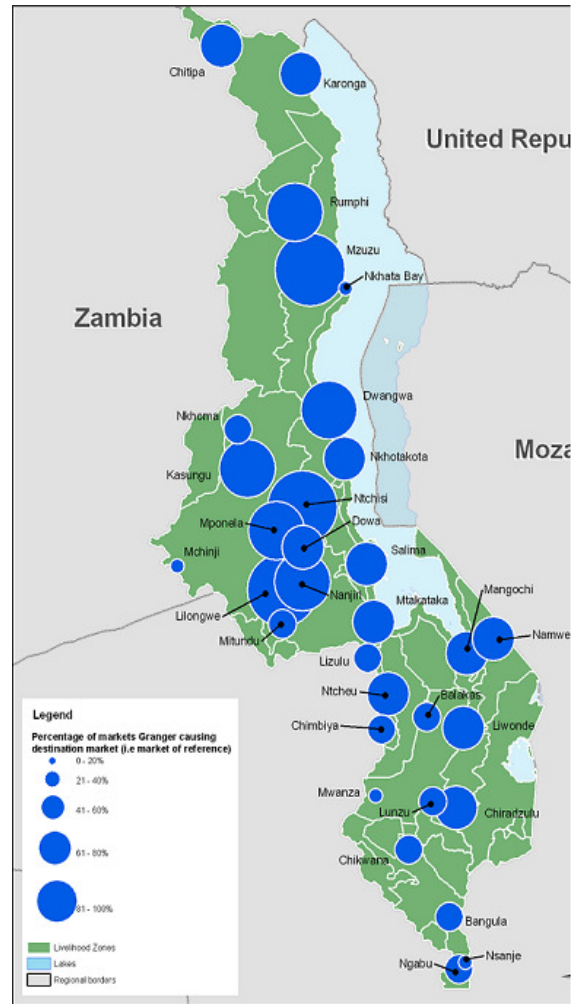 Chitipa
Karonga
United Repu
Rumphi
Mzuzu
Nkhata Bay
Zambia
Dwangwa
Nkhoma
Nkhotakota
Moza
Kasungu
Ntchisi
Mponela
Dowa
Mchinji
Salima
Mangochi
Nanjiri
Lilongwe
Mtakataka
Namwe
Mitundu
Lizulu
Ntcheu
Balakas
Chimbiya
Liwonde
Legend
Percentage of markets Granger causing
destination market (i.e market of reference)
0 - 20%
21 - 40%
41 - 60%
61 - 80%
81 - 100%
Livelihood Zones
Lakes
Regional borders
Mwanza
Lunzu
Chiradzulu
Chikwana
Bangula
Nsanje
Ngabu